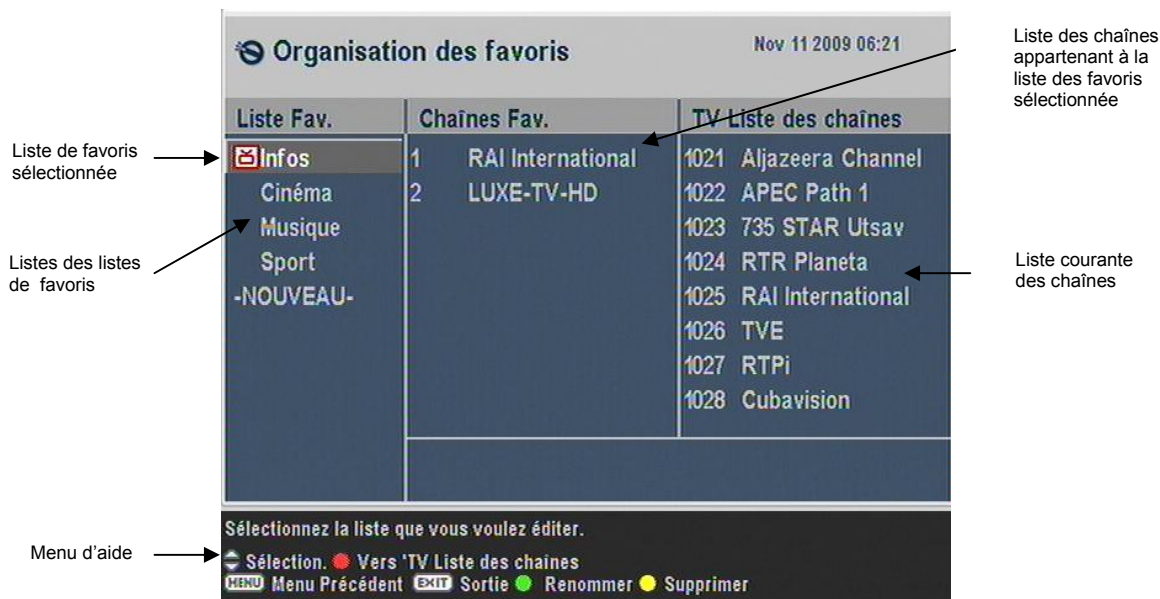 Organisation des favoris
Nov 11 2009 06:21
Liste des chaînes
appartenant à la
liste des favoris
sélectionnée
Liste Fav.
Chaînes Fav.
TV Liste des chaînes
Liste de favoris
sélectionnée
Infos
Cinéma
Musique
Sport
-NOUVEAU-
1 RAI International
2 LUXE-TV-HD
1021 Aljazeera Channel
1022 APEC Path 1
1023 735 STAR Utsav
1024 RTR Planeta
1025 RAI International
1026 TVE
1027 RTPi
1028 Cubavision
Listes des listes
de favoris
Liste courante
des chaînes
Sélectionnez la liste que vous voulez éditer.
Menu d’aide
Sélection. Vers 'TV Liste des chaînes
MENU Menu Précédent EXIT Sortie Renommer Supprimer